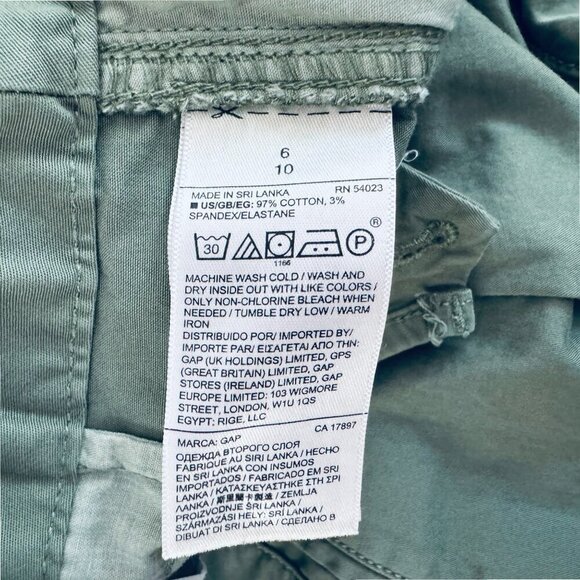 6
10
MADE IN SRI LANKA RN 54023
US/GB/EG: 97% COTTON, 3%
SPANDEX/ELASTANE
®
30 P
1166
MACHINE WASH COLD / WASH AND
DRY INSIDE OUT WITH LIKE COLORS /
ONLY NON-CHLORINE BLEACH WHEN
NEEDED / TUMBLE DRY LOW / WARM
IRON
DISTRIBUIDO POR/ IMPORTED BY/
IMPORTE PAR/ ΕΙΣΑΓΕΤΑΙ ΑΠΟ ΤΗΝ:
GAP (UK HOLDINGS) LIMITED, GPS
(GREAT BRITAIN) LIMITED, GAP
STORES (IRELAND) LIMITED, GAP
EUROPE LIMITED: 103 WIGMORE
STREET, LONDON, W1U 1QS
EGYPT: RIGE, LLC
CA 17897
MARCA: GAP
ОДЕЖДА ВТОРОГО СЛОЯ
FABRIQUE AU SRI LANKA / HECHO
EN SRI LANKA CON INSUMOS
IMPORTADOS / FABRICADO EM SRI
LANKA / ΚΑΤΑΣΚΕΥΑΣΤΗΚΕ ΣΤΗ ΣΡΙ
ΛΑΝΚΑ / 斯里蘭卡製造 / ZEMLJA
PROIZVODNJE ŠRI LANKA /
SZÁRMAZÁSI HELY: SRÍ LANKA /
DIBUAT DI SRI LANKA / СДЕЛАНО В